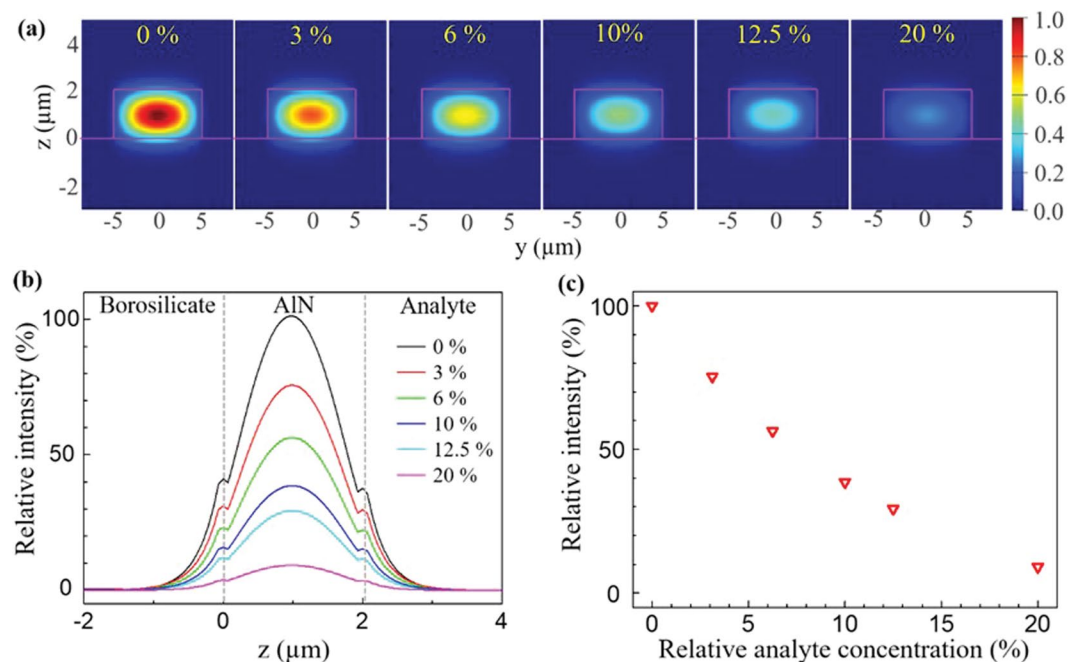 (a)
0 %
3 %
6 %
10%
12.5 %
20 %
z (µm)
4
2
0
-2
-5 0 5
-5 0 5
-5 0 5
-5 0 5
-5 0 5
-5 0 5
y (µm)
1.0
0.8
0.6
0.4
0.2
0.0
(b)
Borosilicate
AlN
Analyte
0 %
3 %
6 %
10 %
12.5 %
20 %
Relative intensity (%)
100
50
0
-2 0 2 4
z (µm)
(c)
Relative intensity (%)
100
50
0
0 5 10 15 20
Relative analyte concentration (%)